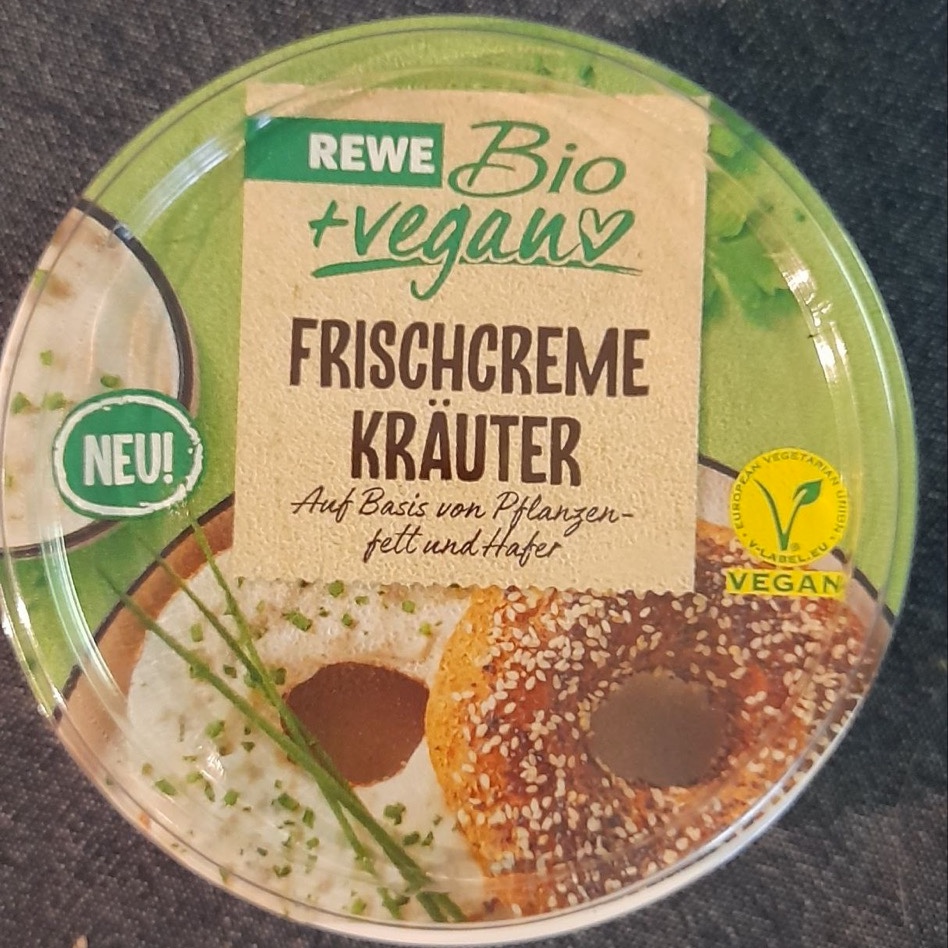 REWE Bio
+vegan
FRISCHCREME
KRÄUTER
Auf Basis von Pflanzen-
fett und Hafer
NEU!
EUROPEAN VEGETARIAN UNION
V-LABEL.EU
®
VEGAN